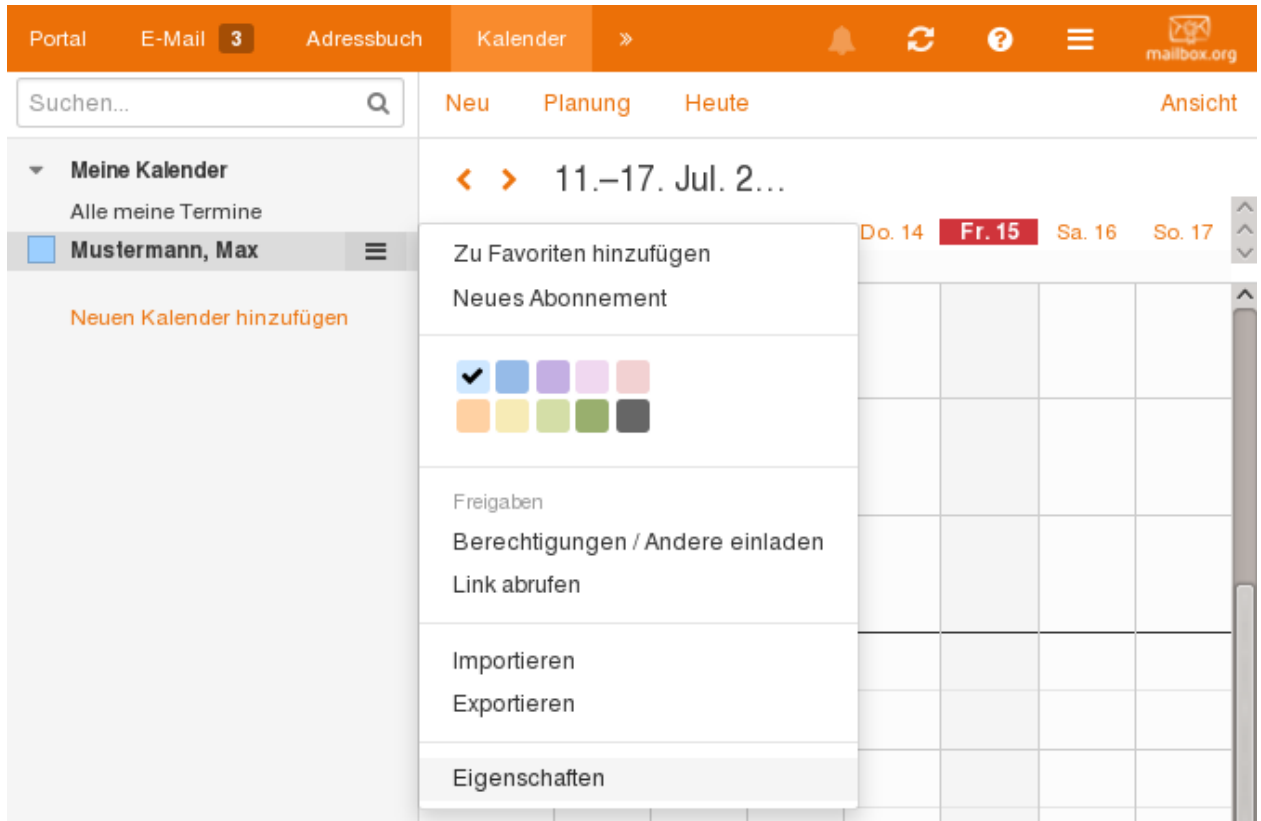 Portal E-Mail 3 Adressbuch Kalender » mailbox.org
Suchen... Neu Planung Heute Ansicht
Meine Kalender
11.–17. Jul. 2...
Alle meine Termine
Do. 14 Fr. 15 Sa. 16 So. 17
Mustermann, Max
Zu Favoriten hinzufügen
Neues Abonnement
Neuen Kalender hinzufügen
Freigaben
Berechtigungen / Andere einladen
Link abrufen
Importieren
Exportieren
Eigenschaften